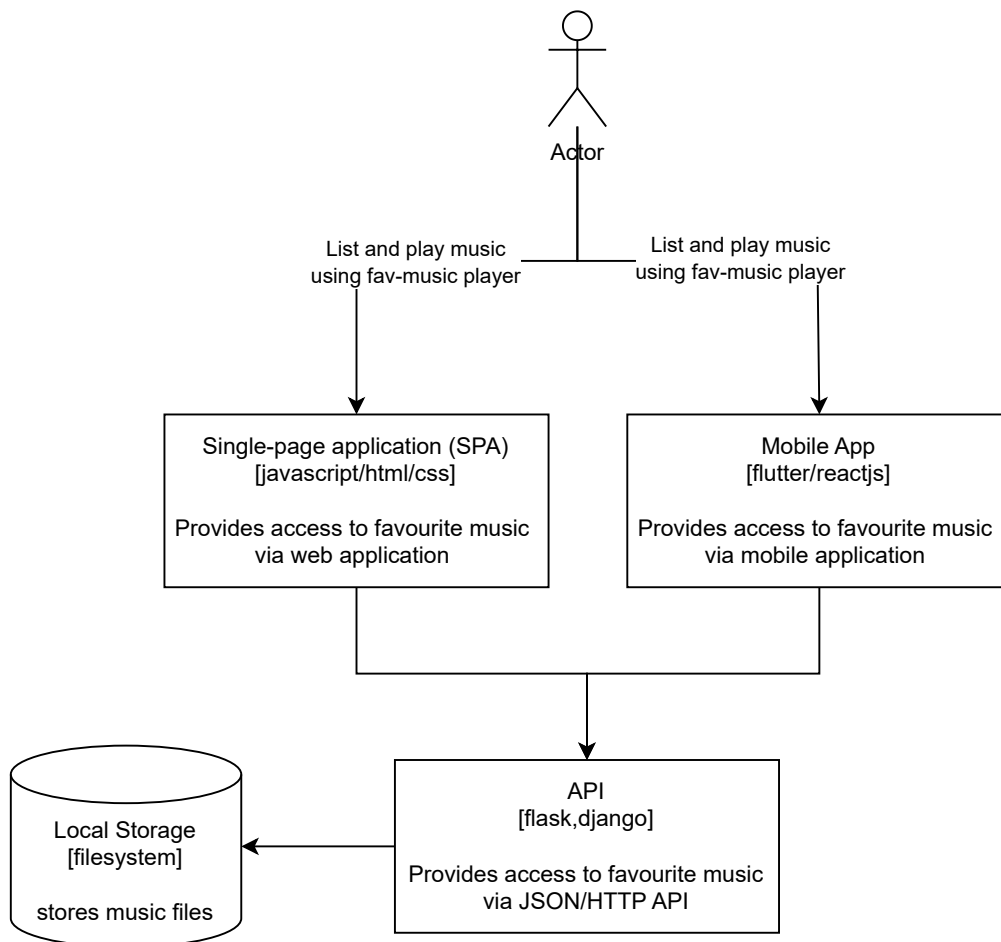 Actor
List and play music
using fav-music player
List and play music
using fav-music player
Single-page application (SPA)
[javascript/html/css]
Provides access to favourite music
via web application
Mobile App
[flutter/reactjs]
Provides access to favourite music
via mobile application
Local Storage
[filesystem]
stores music files
API
[flask,django]
Provides access to favourite music
via JSON/HTTP API